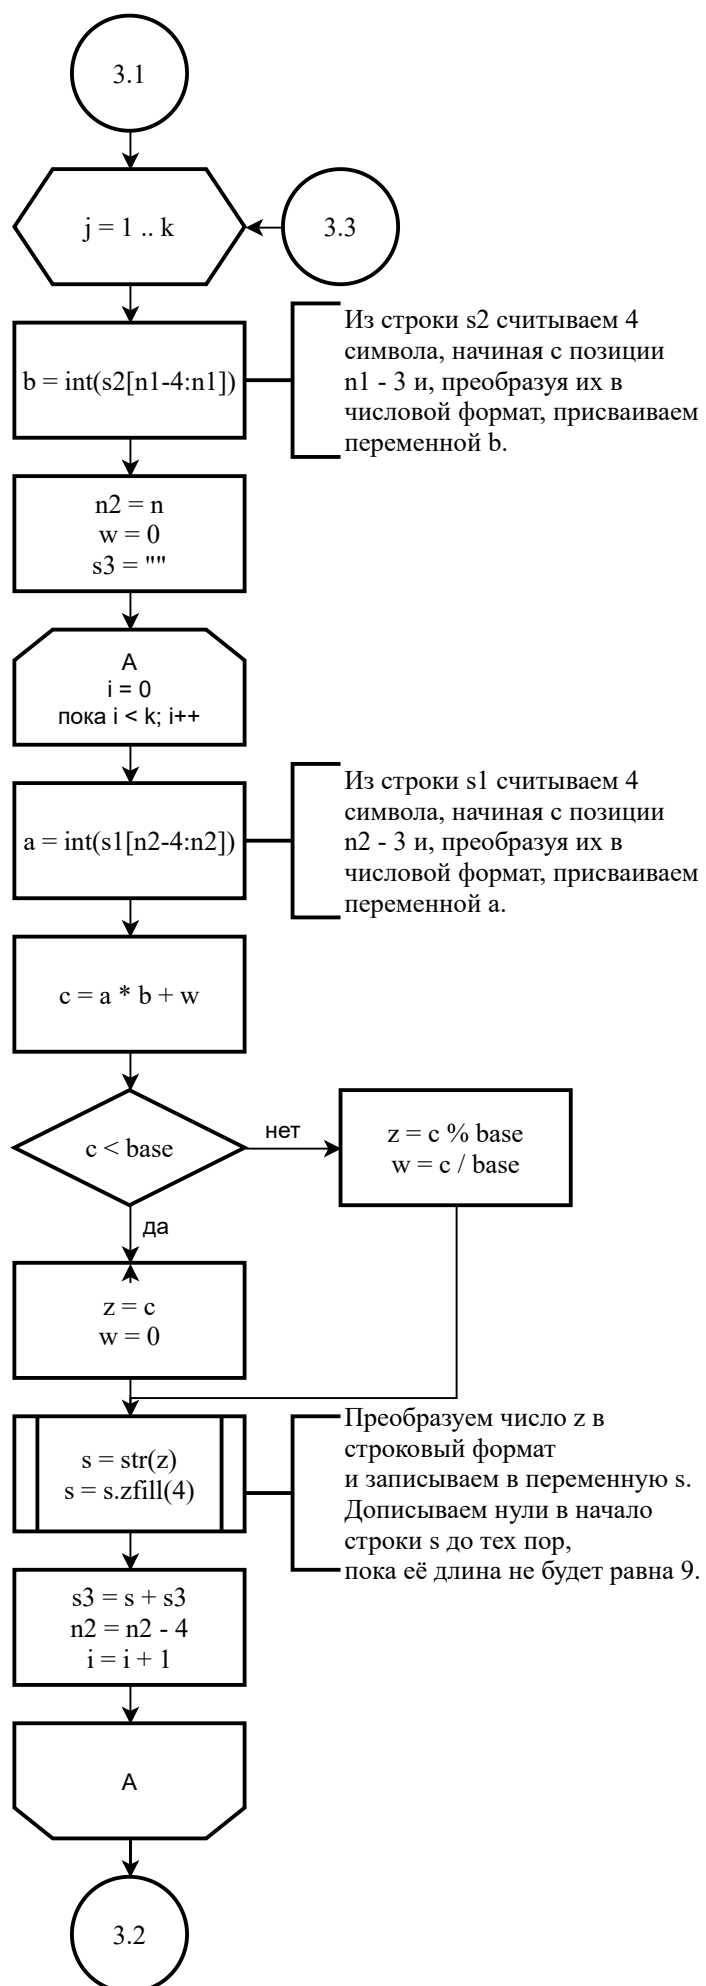 3.1
j = 1 .. k
3.3
b = int(s2[n1-4:n1])
Из строки s2 считываем 4
символа, начиная с позиции
n1 - 3 и, преобразуя их в
числовой формат, присваиваем
переменной b.
n2 = n
w = 0
s3 = ""
A
i = 0
пока i < k; i++
a = int(s1[n2-4:n2])
Из строки s1 считываем 4
символа, начиная с позиции
n2 - 3 и, преобразуя их в
числовой формат, присваиваем
переменной a.
c = a * b + w
c < base
нет
z = c % base
w = c / base
да
z = c
w = 0
s = str(z)
s = s.zfill(4)
Преобразуем число z в
строковый формат
и записываем в переменную s.
Дописываем нули в начало
строки s до тех пор,
пока её длина не будет равна 9.
s3 = s + s3
n2 = n2 - 4
i = i + 1
A
3.2